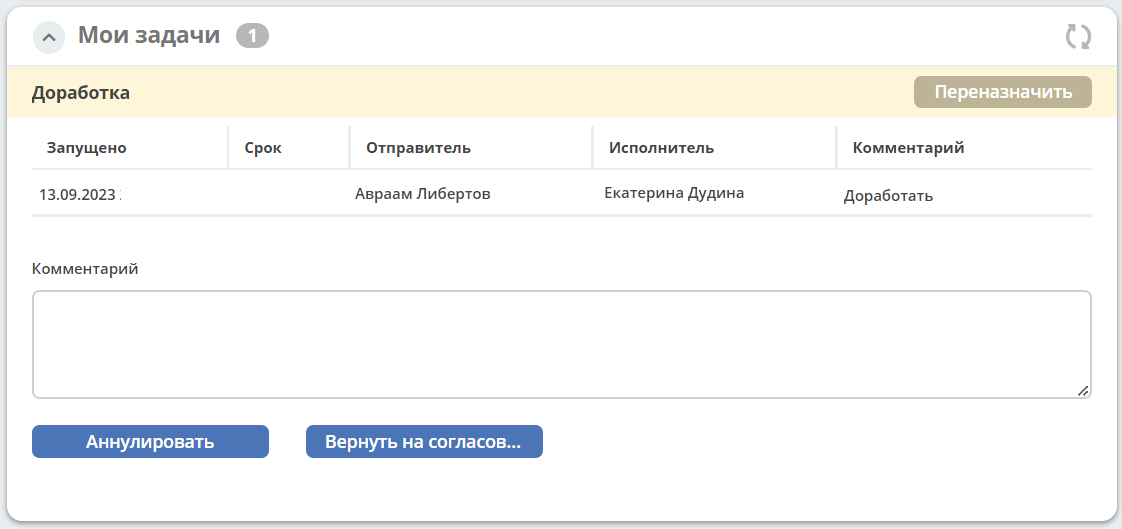 Мои задачи 1
Доработка Переназначить
Запущено Срок Отправитель Исполнитель Комментарий
13.09.2023 Авраам Либертов Екатерина Дудина Доработать
Комментарий
Аннулировать Вернуть на согласов...